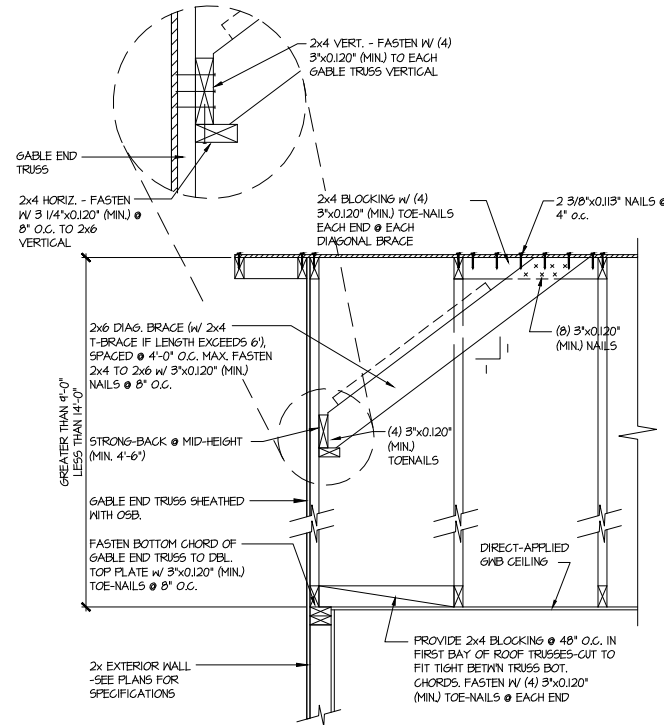 2x4 VERT. - FASTEN W/ (4)
3"x0.120" (MIN.) TO EACH
GABLE TRUSS VERTICAL
GABLE END
TRUSS
2x4 HORIZ. - FASTEN
W/ 3 1/4"x0.120" (MIN.) @
8" O.C. TO 2x6
VERTICAL
2x4 BLOCKING W/ (4)
3"x0.120" (MIN.) TOE-NAILS
EACH END @ EACH
DIAGONAL BRACE
2 3/8"x0.113" NAILS @
4" o.c.
2x6 DIAG. BRACE (W/ 2x4
T-BRACE IF LENGTH EXCEEDS 6'),
SPACED @ 4'-0" O.C. MAX. FASTEN
2x4 TO 2x6 W/ 3"x0.120" (MIN.)
NAILS @ 8" O.C.
(8) 3"x0.120"
(MIN.) NAILS
GREATER THAN 9'-0"
LESS THAN 14'-0"
STRONG-BACK @ MID-HEIGHT
(MIN. 4'-6")
(4) 3"x0.120"
(MIN.)
TOENAILS
GABLE END TRUSS SHEATHED
WITH OSB.
FASTEN BOTTOM CHORD OF
GABLE END TRUSS TO DBL.
TOP PLATE W/ 3"x0.120" (MIN.)
TOE-NAILS @ 8" O.C.
DIRECT-APPLIED
GWB CEILING
2x EXTERIOR WALL
-SEE PLANS FOR
SPECIFICATIONS
PROVIDE 2x4 BLOCKING @ 48" O.C. IN
FIRST BAY OF ROOF TRUSSES-CUT TO
FIT TIGHT BETW'N TRUSS BOT.
CHORDS. FASTEN W/ (4) 3"x0.120"
(MIN.) TOE-NAILS @ EACH END